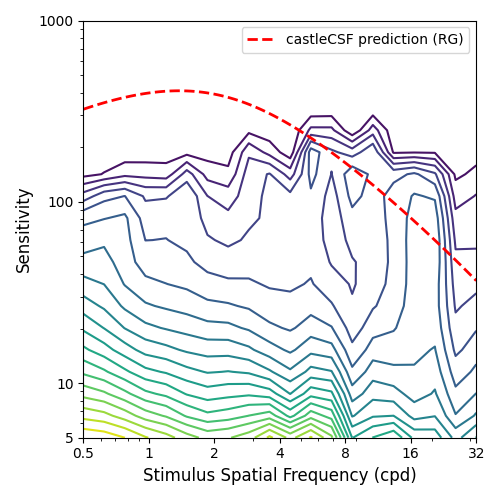 castleCSF prediction (RG)
1000
100
10
5
Sensitivity
0.5 1 2 4 8 16 32
Stimulus Spatial Frequency (cpd)